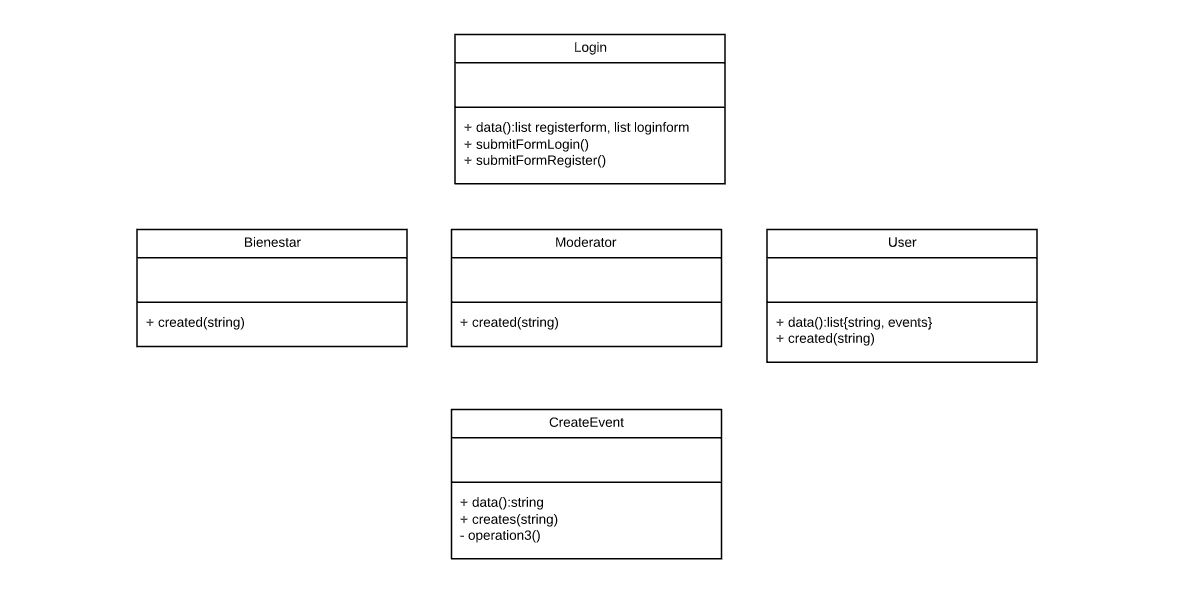 Login
+ data():list registerform, list loginform
+ submitFormLogin()
+ submitFormRegister()
Bienestar
+ created(string)
Moderator
+ created(string)
User
+ data():list{string, events}
+ created(string)
CreateEvent
+ data():string
+ creates(string)
- operation3()